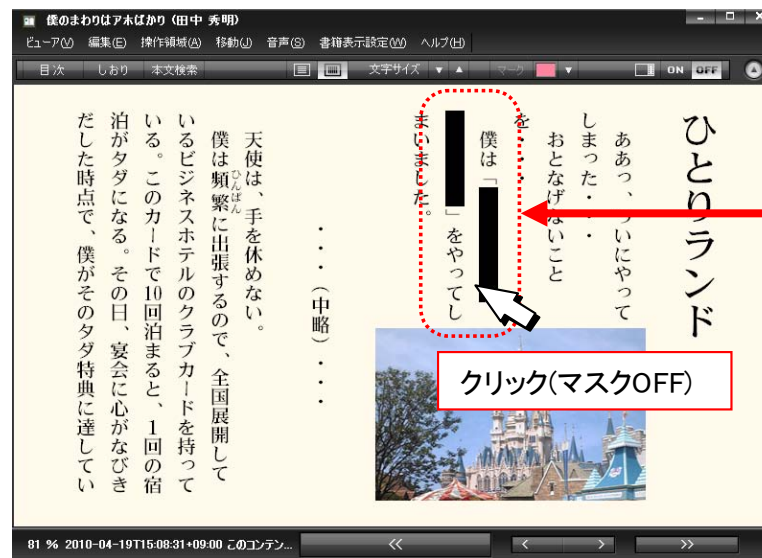 僕のまわりはアホばかり (田中 秀明)
ビューア(V) 編集(E) 操作領域(A) 移動(J) 音声(S) 書籍表示設定(W) ヘルプ(H)
目次 しおり 本文検索 文字サイズ ▼ ▲ マーク ▼ ON OFF
ひとりランド
ああっ、ついにやって
しまった・・・
おとなげないこと
を・・・
僕は「
」をやってし
まいました。
・・・(中略)・・・
天使は、手を休めない。
僕は頻繁に出張するので、全国展開して
ひんぱん
いるビジネスホテルのクラブカードを持って
いる。このカードで10回泊まると、1回の宿
泊がタダになる。その日、宴会に心がなびき
だした時点で、僕がそのタダ特典に達してい
クリック(マスクOFF)
81 % 2010-04-19T15:08:31+09:00 このコンテン... << < > >>